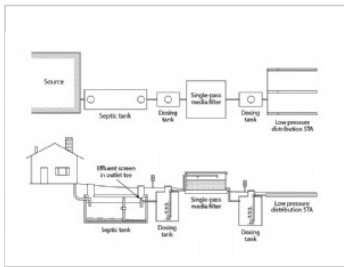 Source
Septic tank
Dosing
tank
Single-pass
media filter
Dosing
tank
Low pressure
distribution STA
Effluent screen
in outlet tee
Septic tank
Dosing
tank
Single-pass
media filter
Dosing
tank
Low pressure
distribution STA